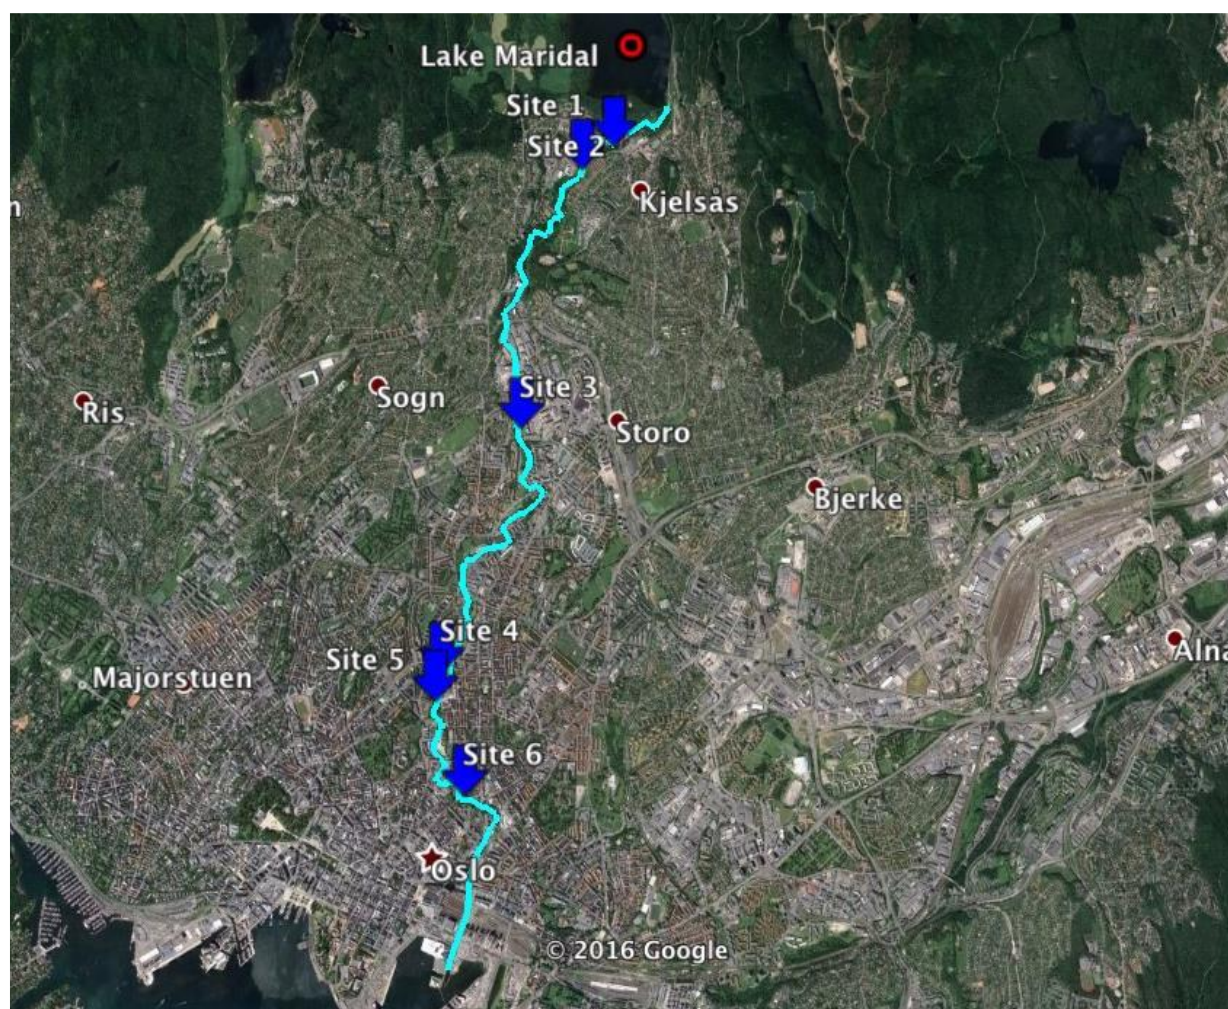 Lake Maridal
Site 1
Site 2
Kjelsås
n
Site 3
Sogn
Ris
Storo
Bjerke
Site 4
Site 5
Alna
Majorstuen
Site 6
Oslo
© 2016 Google